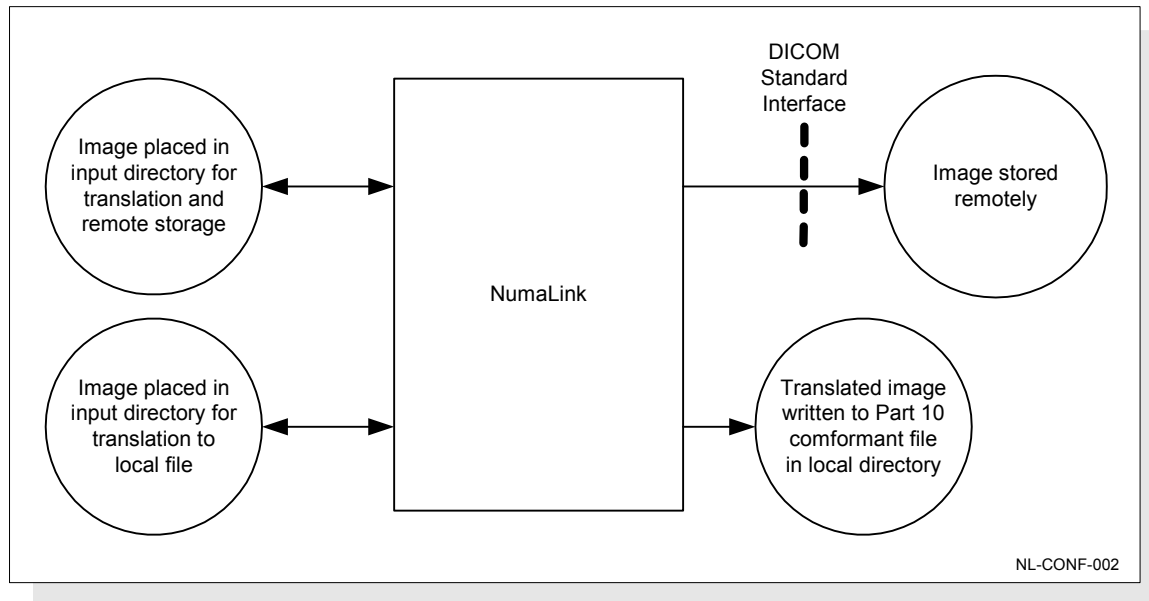 Image placed in
input directory for
translation and
remote storage
NumaLink
DICOM
Standard
Interface
Image stored
remotely
Image placed in
input directory for
translation to
local file
Translated image
written to Part 10
comformant file
in local directory
NL-CONF-002